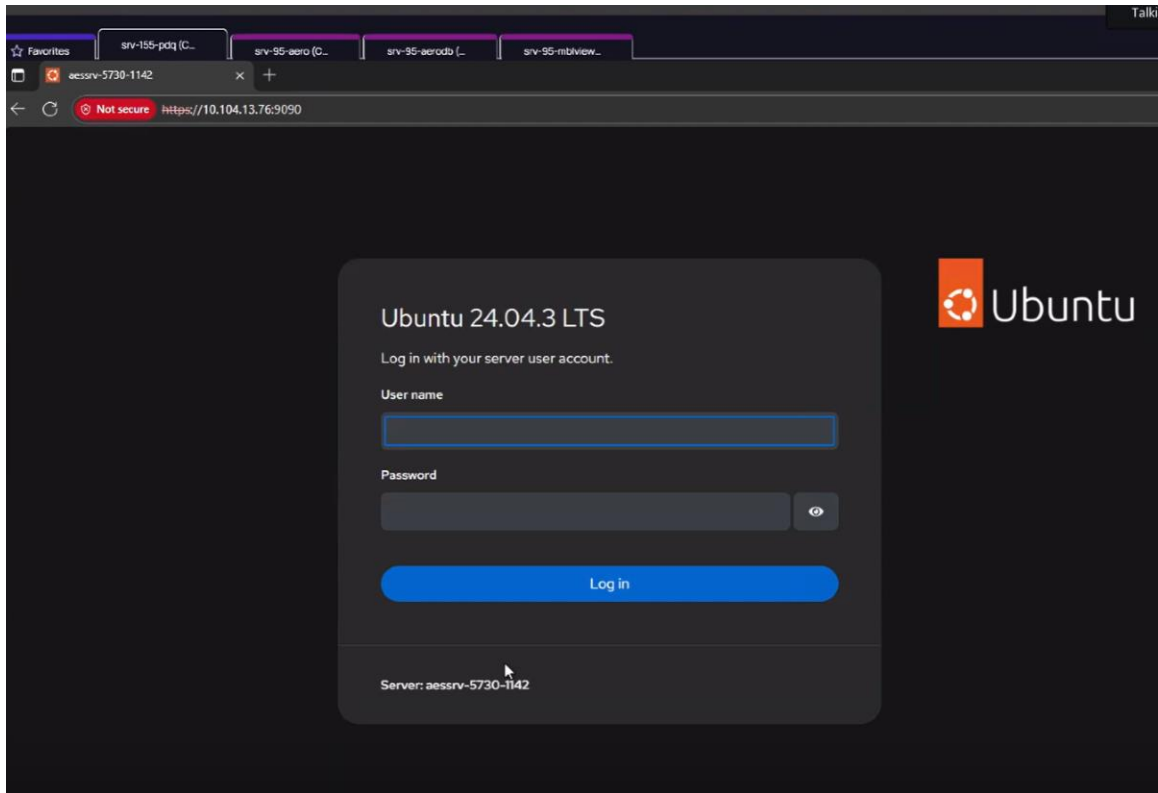 Talki
Favorites srv-155-pdq (C... srv-95-aero (C... srv-95-aerodb (... srv-95-mblview...
aessrv-5730-1142
Not secure https://10.104.13.76:9090
Ubuntu
Ubuntu 24.04.3 LTS
Log in with your server user account.
User name
Password
Log in
Server: aessrv-5730-1142